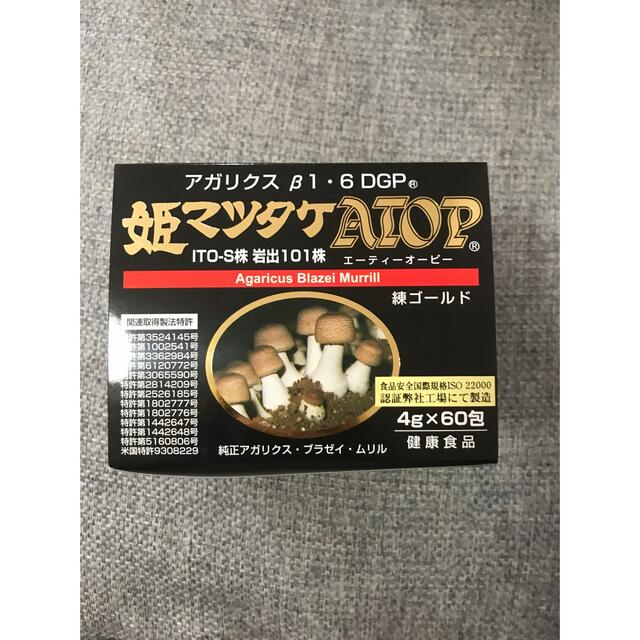 アガリクス β1・6 DGP®
姫マツタケATOP®
ITO-S株 岩出101株 エーティーオーピー
Agaricus Blazei Murrill
練ゴールド
関連取得製法特許
特許第3524145号
特許第1002541号
特許第3362984号
特許第6120772号
特許第3065590号
特許第2814209号
特許第2526185号
特許第1802777号
特許第1802776号
特許第1442647号
特許第1442648号
特許第5160806号
米国特許9308229
食品安全国際規格ISO 22000
認証弊社工場にて製造
4g×60包
健康食品
純正アガリクス・ブラゼイ・ムリル